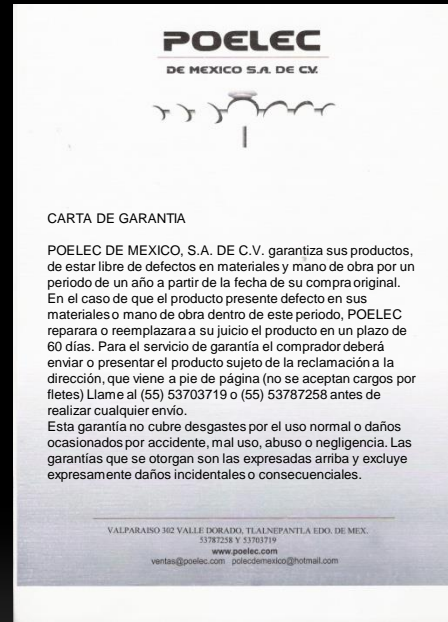 POELEC
DE MEXICO S.A. DE C.V.
CARTA DE GARANTIA
POELEC DE MEXICO, S.A. DE C.V. garantiza sus productos,
de estar libre de defectos en materiales y mano de obra por un
periodo de un año a partir de la fecha de su compra original.
En el caso de que el producto presente defecto en sus
materiales o mano de obra dentro de este periodo, POELEC
reparara o reemplazara a su juicio el producto en un plazo de
60 días. Para el servicio de garantía el comprador deberá
enviar o presentar el producto sujeto de la reclamación a la
dirección, que viene a pie de página (no se aceptan cargos por
fletes) Llame al (55) 53703719 o (55) 53787258 antes de
realizar cualquier envío.
Esta garantía no cubre desgastes por el uso normal o daños
ocasionados por accidente, mal uso, abuso o negligencia. Las
garantías que se otorgan son las expresadas arriba y excluye
expresamente daños incidentales o consecuenciales.
VALPARAISO 302 VALLE DORADO, TLALNEPANTLA EDO. DE MEX.
53787258 Y 53703719
www.poelec.com
ventas@poelec.com polecdemexico@hotmail.com